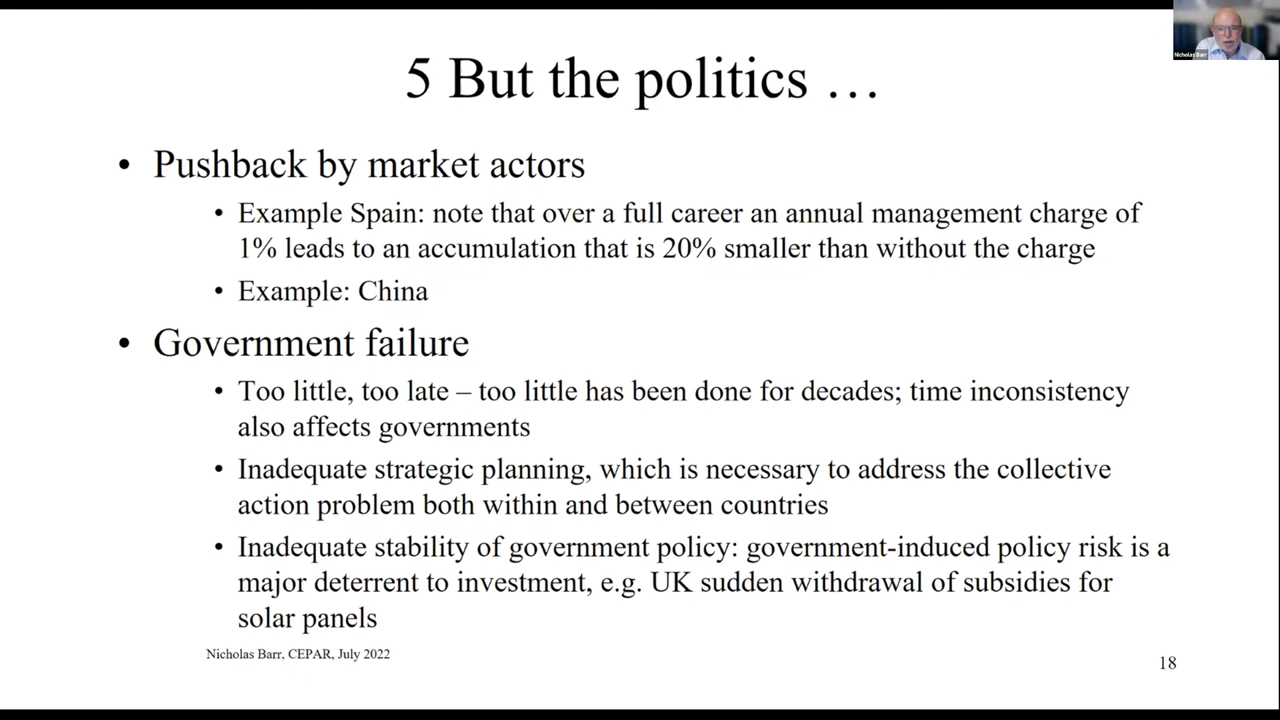 Nicholas Barr
5 But the politics …
• Pushback by market actors
• Example Spain: note that over a full career an annual management charge of
1% leads to an accumulation that is 20% smaller than without the charge
• Example: China
• Government failure
• Too little, too late – too little has been done for decades; time inconsistency
also affects governments
• Inadequate strategic planning, which is necessary to address the collective
action problem both within and between countries
• Inadequate stability of government policy: government-induced policy risk is a
major deterrent to investment, e.g. UK sudden withdrawal of subsidies for
solar panels
Nicholas Barr, CEPAR, July 2022
18